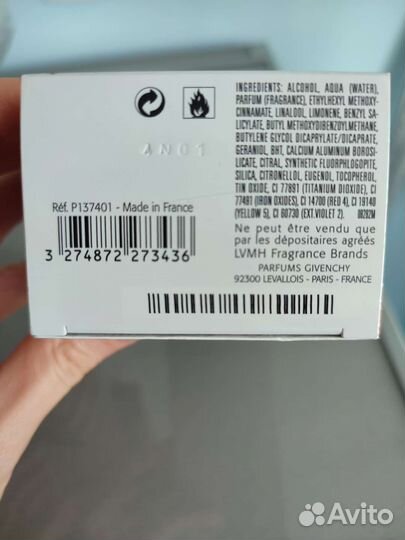 INGREDIENTS: ALCOHOL, AQUA (WATER),
PARFUM (FRAGRANCE), ETHYLHEXYL METHOXY-
CINNAMATE, LINALOOL, LIMONENE, BENZYL SA-
LICYLATE, BUTYL METHOXYDIBENZOYLMETHANE,
BUTYLENE GLYCOL DICAPRYLATE/DICAPRATE,
GERANIOL, BHT, CALCIUM ALUMINUM BOROSI-
LICATE, CITRAL, SYNTHETIC FLUORPHLOGOPITE,
SILICA, CITRONELLOL, EUGENOL, TOCOPHEROL,
TIN OXIDE, CI 77891 (TITANIUM DIOXIDE), CI
77491 (IRON OXIDES), CI 14700 (RED 4), CI 19140
(YELLOW 5), CI 60730 (EXT.VIOLET 2). 08282M
4N01
Réf. P137401 - Made in France
3 274872 273436
Ne peut être vendu que
par les dépositaires agréés
LVMH Fragrance Brands
PARFUMS GIVENCHY
92300 LEVALLOIS - PARIS - FRANCE
Avito